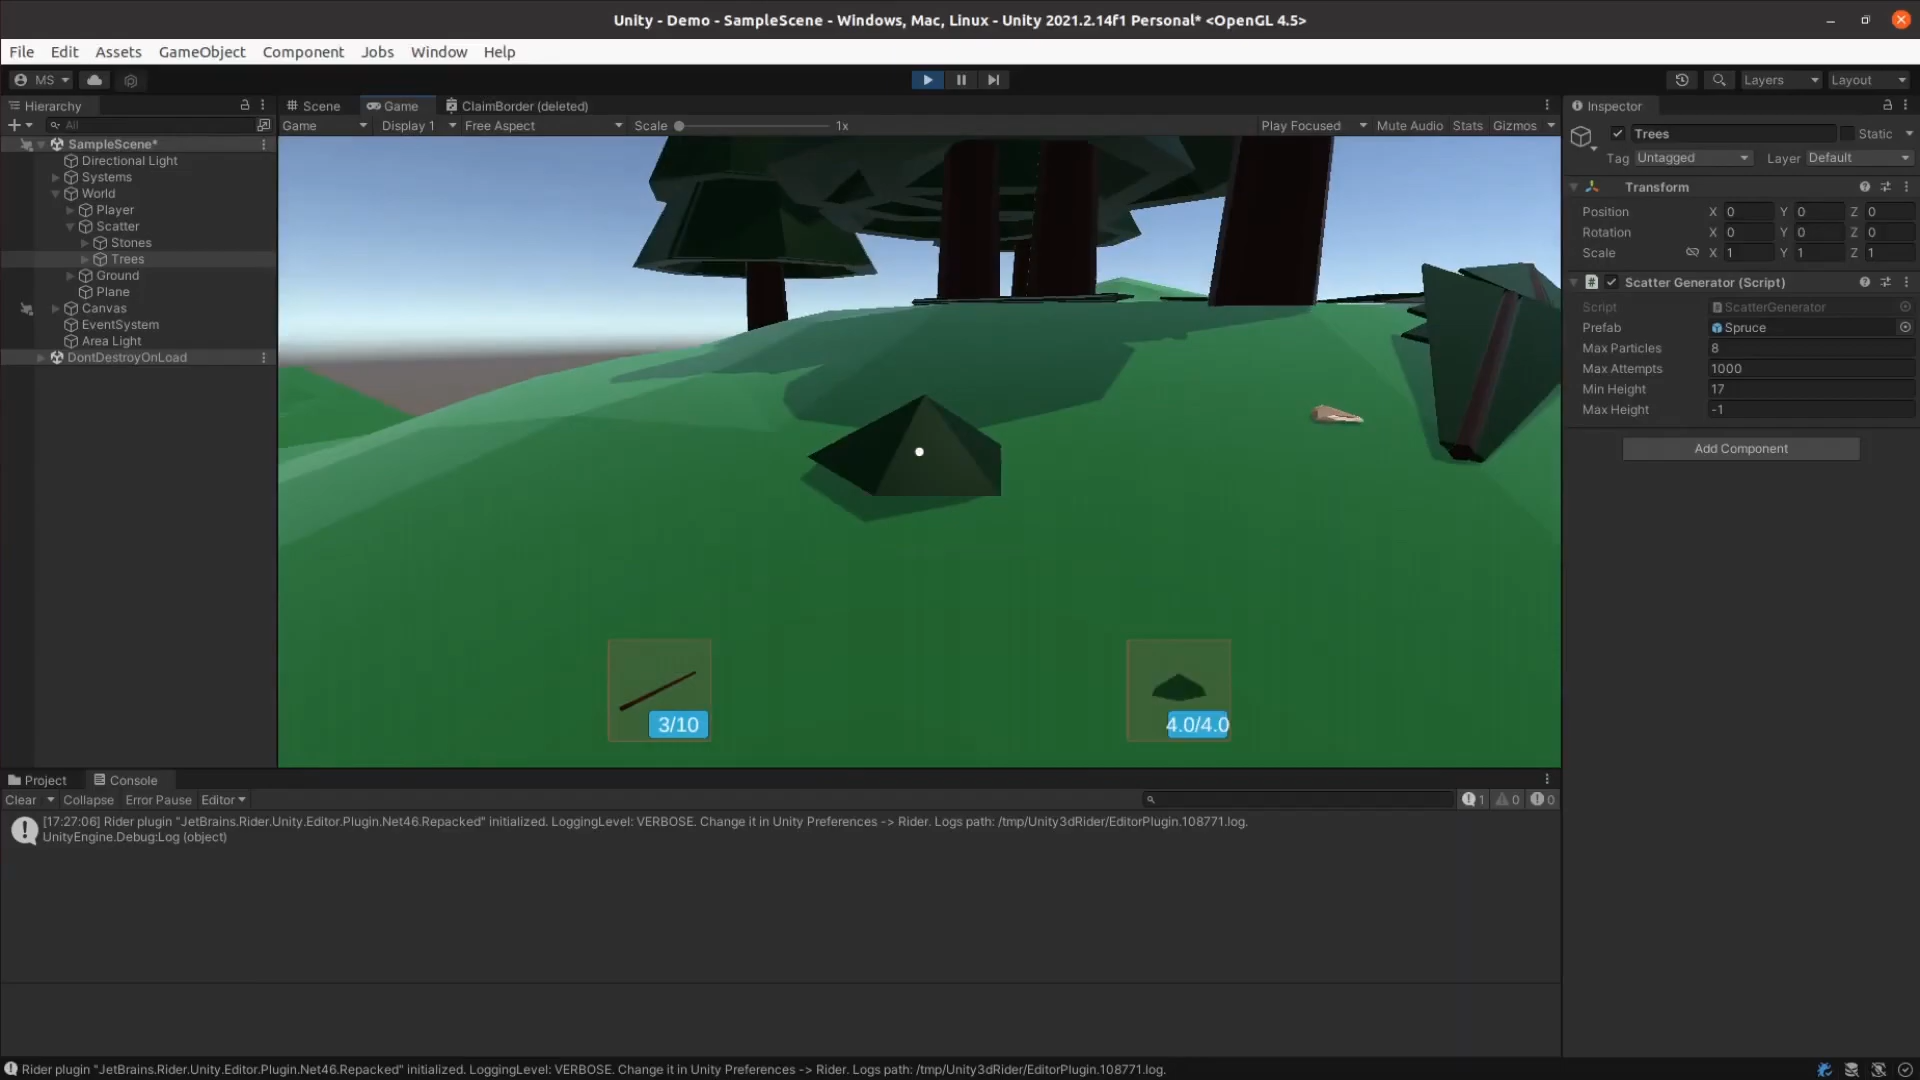 Unity - Demo - SampleScene - Windows, Mac, Linux - Unity 2021.2.14f1 Personal* <OpenGL 4.5>
File Edit Assets GameObject Component Jobs Window Help
MS Layers Layout
Hierarchy
All
SampleScene*
Directional Light
Systems
World
Player
Scatter
Stones
Trees
Ground
Plane
Canvas
EventSystem
Area Light
DontDestroyOnLoad
Scene Game ClaimBorder (deleted)
Game Display 1 Free Aspect Scale 1x Play Focused Mute Audio Stats Gizmos
3/10
4.0/4.0
Inspector
Trees Static
Tag Untagged Layer Default
Transform
Position X 0 Y 0 Z 0
Rotation X 0 Y 0 Z 0
Scale X 1 Y 1 Z 1
Scatter Generator (Script)
Script ScatterGenerator
Prefab Spruce
Max Particles 8
Max Attempts 1000
Min Height 17
Max Height -1
Add Component
Project Console
Clear Collapse Error Pause Editor 1 0 0
[17:27:06] Rider plugin "JetBrains.Rider.Unity.Editor.Plugin.Net46.Repacked" initialized. LoggingLevel: VERBOSE. Change it in Unity Preferences -> Rider. Logs path: /tmp/Unity3dRider/EditorPlugin.108771.log.
UnityEngine.Debug:Log (object)
Rider plugin "JetBrains.Rider.Unity.Editor.Plugin.Net46.Repacked" initialized. LoggingLevel: VERBOSE. Change it in Unity Preferences -> Rider. Logs path: /tmp/Unity3dRider/EditorPlugin.108771.log.